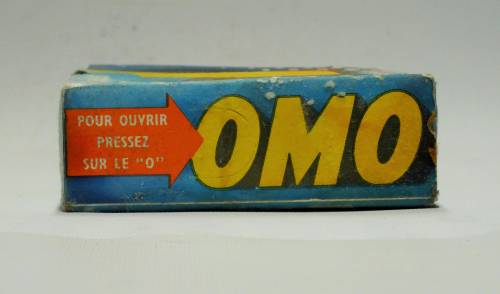 POUR OUVRIR
PRESSEZ
SUR LE "O"
OMO